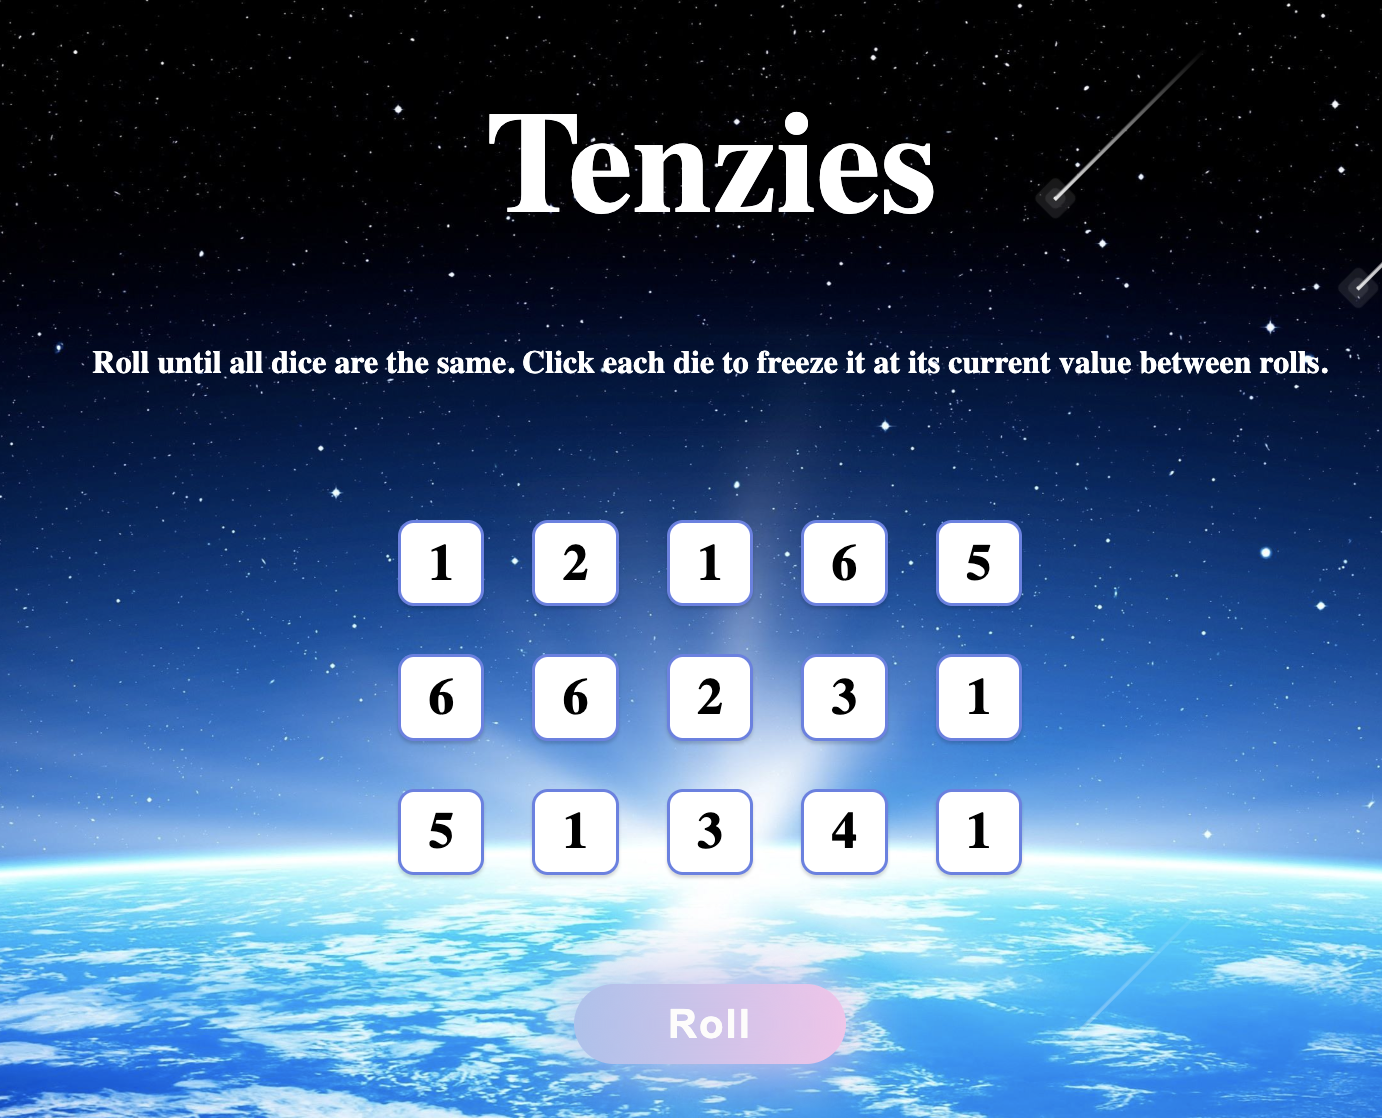 Tenzies
Roll until all dice are the same. Click each die to freeze it at its current value between rolls.
1 2 1 6 5
6 6 2 3 1
5 1 3 4 1
Roll